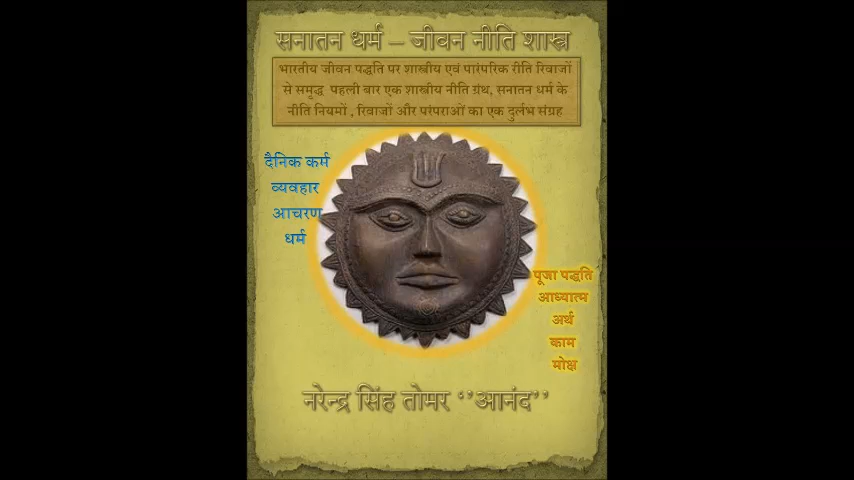 सनातन धर्म – जीवन नीति शास्त्र
भारतीय जीवन पद्धति पर शास्त्रीय एवं पारंपरिक रीति रिवाजों
से समृद्ध पहली बार एक शास्त्रीय नीति ग्रंथ, सनातन धर्म के
नीति नियमों , रिवाजों और परंपराओं का एक दुर्लभ संग्रह
दैनिक कर्म
व्यवहार
आचरण
धर्म
पूजा पद्धति
आध्यात्म
अर्थ
काम
मोक्ष
नरेन्द्र सिंह तोमर ‘’आनंद’’